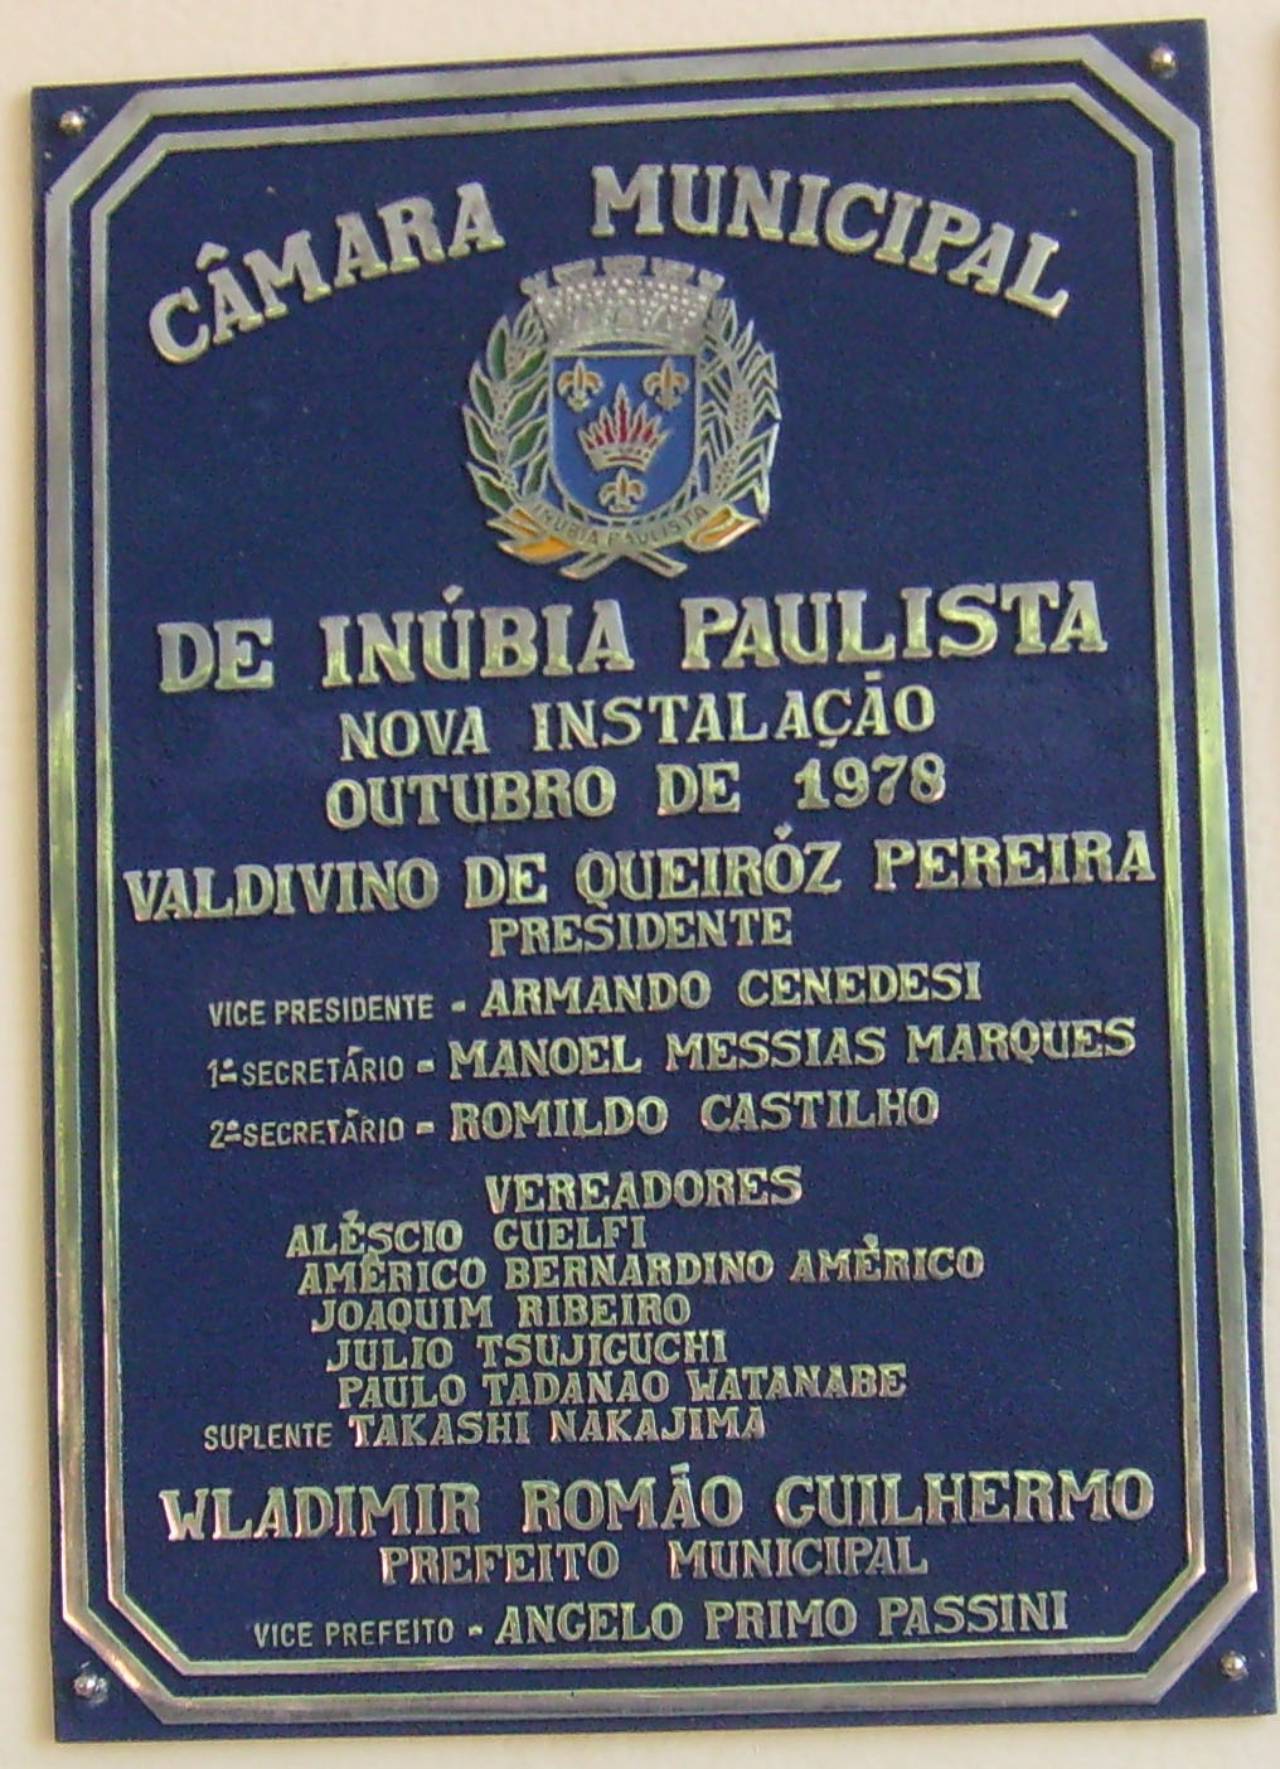 CÂMARA MUNICIPAL
INÚBIA PAULISTA
DE INÚBIA PAULISTA
NOVA INSTALAÇÃO
OUTUBRO DE 1978
VALDIVINO DE QUEIRÓZ PEREIRA
PRESIDENTE
VICE PRESIDENTE - ARMANDO CENEDESI
1º SECRETÁRIO - MANOEL MESSIAS MARQUES
2º SECRETÁRIO - ROMILDO CASTILHO
VEREADORES
ALÉSCIO GUELFI
AMÉRICO BERNARDINO AMÉRICO
JOAQUIM RIBEIRO
JULIO TSUJIGUCHI
PAULO TADANAO WATANABE
SUPLENTE TAKASHI NAKAJIMA
WLADIMIR ROMÃO GUILHERMO
PREFEITO MUNICIPAL
VICE PREFEITO - ANGELO PRIMO PASSINI